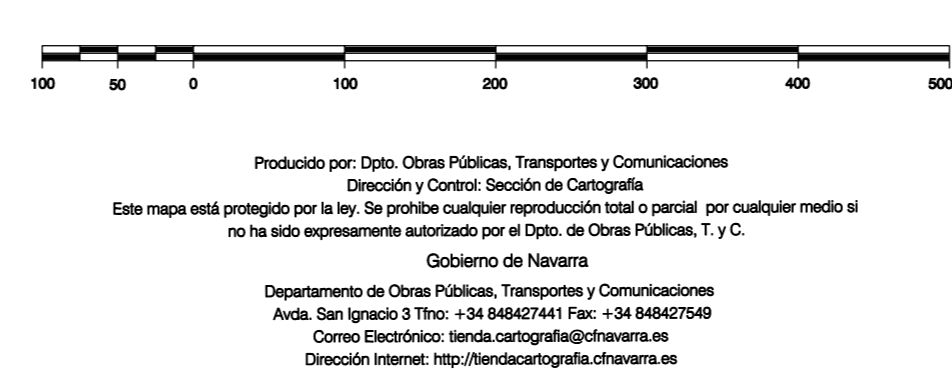 100 50 0 100 200 300 400 500
Producido por: Dpto. Obras Públicas, Transportes y Comunicaciones
Dirección y Control: Sección de Cartografía
Este mapa está protegido por la ley. Se prohibe cualquier reproducción total o parcial por cualquier medio si
no ha sido expresamente autorizado por el Dpto. de Obras Públicas, T. y C.
Gobierno de Navarra
Departamento de Obras Públicas, Transportes y Comunicaciones
Avda. San Ignacio 3 Tfno: +34 848427441 Fax: +34 848427549
Correo Electrónico: tienda.cartografia@cfnavarra.es
Dirección Internet: http://tiendacartografia.cfnavarra.es